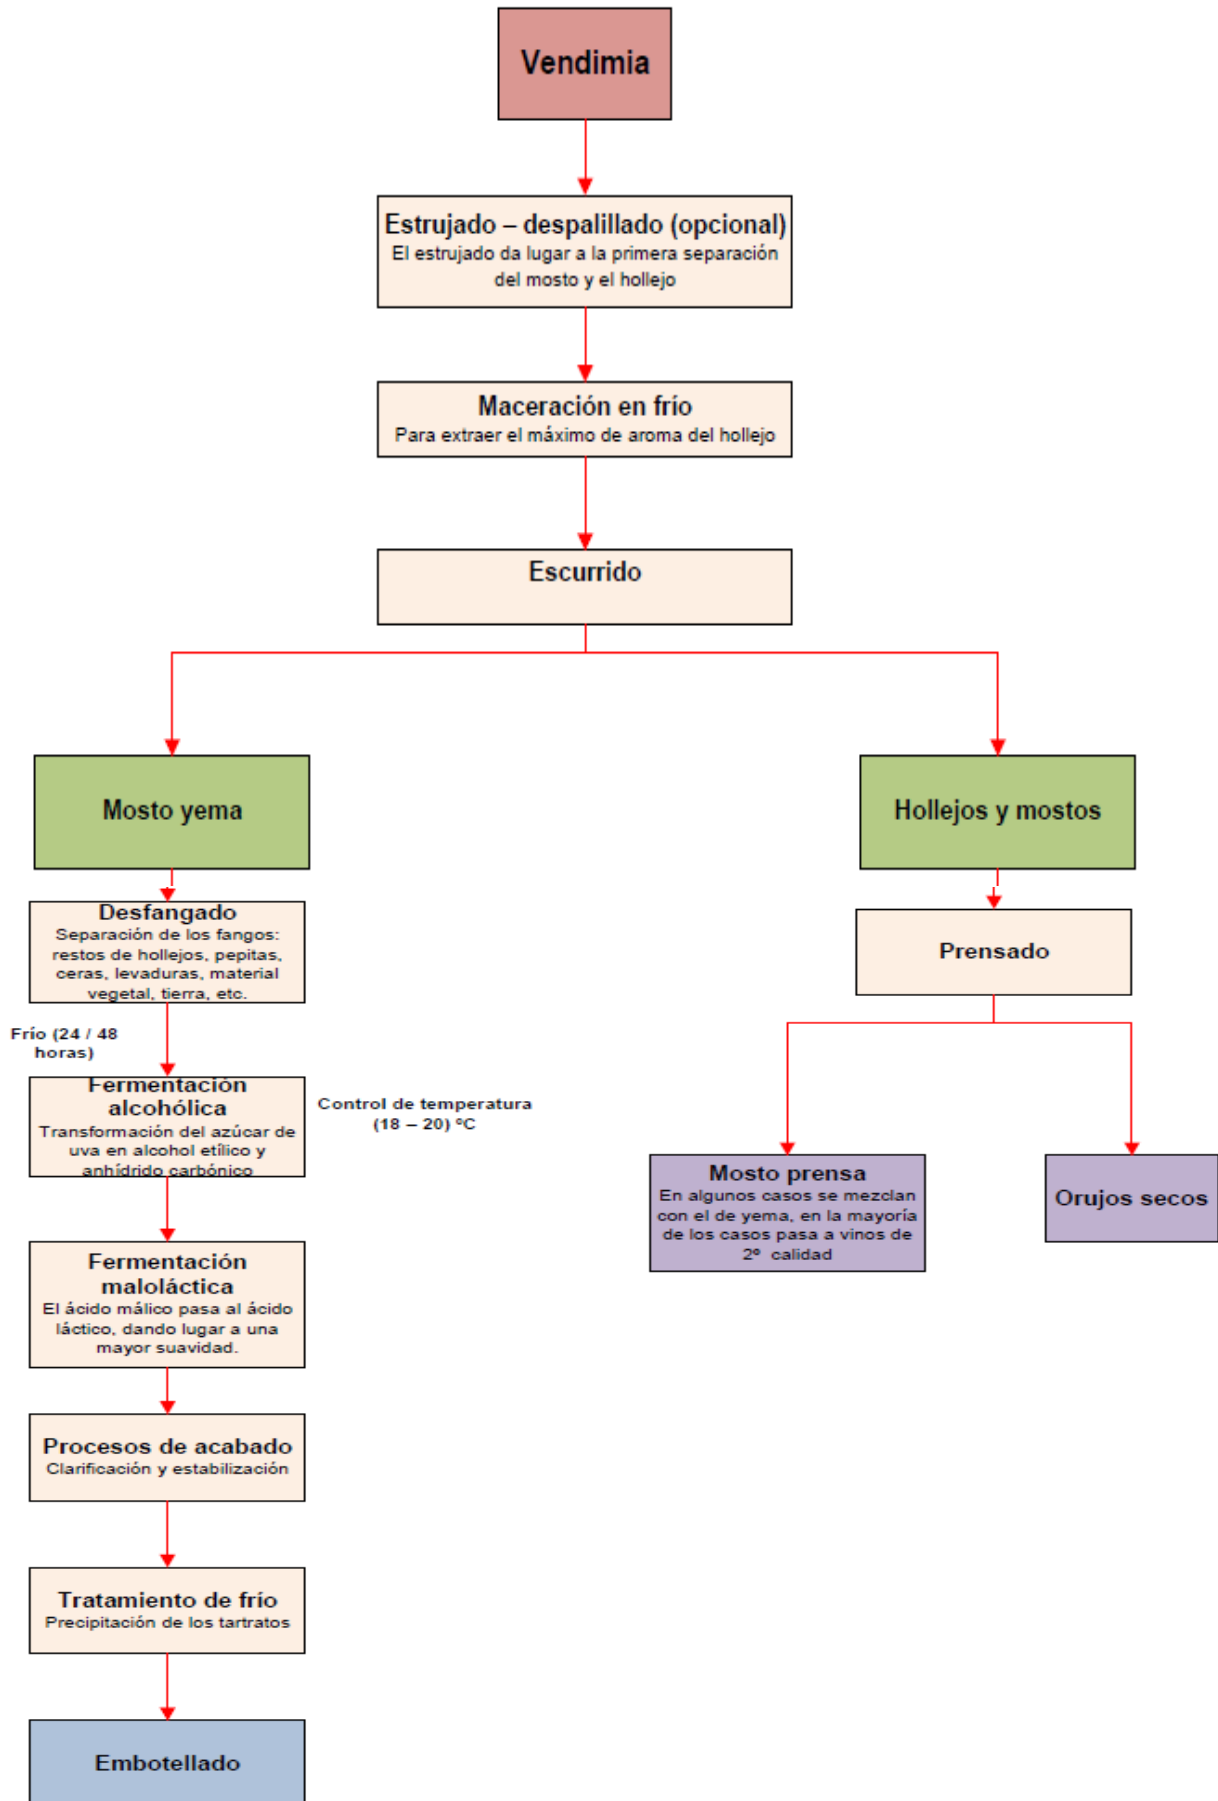 Vendimia
Estrujado – despalillado (opcional)
El estrujado da lugar a la primera separación
del mosto y el hollejo
Maceración en frío
Para extraer el máximo de aroma del hollejo
Escurrido
Mosto yema
Hollejos y mostos
Desfangado
Separación de los fangos:
restos de hollejos, pepitas,
ceras, levaduras, material
vegetal, tierra, etc.
Prensado
Frío (24 / 48
horas)
Fermentación
alcohólica
Transformación del azúcar de
uva en alcohol etílico y
anhídrido carbónico
Control de temperatura
(18 – 20) ºC
Mosto prensa
En algunos casos se mezclan
con el de yema, en la mayoría
de los casos pasa a vinos de
2º calidad
Orujos secos
Fermentación
maloláctica
El ácido málico pasa al ácido
láctico, dando lugar a una
mayor suavidad.
Procesos de acabado
Clarificación y estabilización
Tratamiento de frío
Precipitación de los tartratos
Embotellado